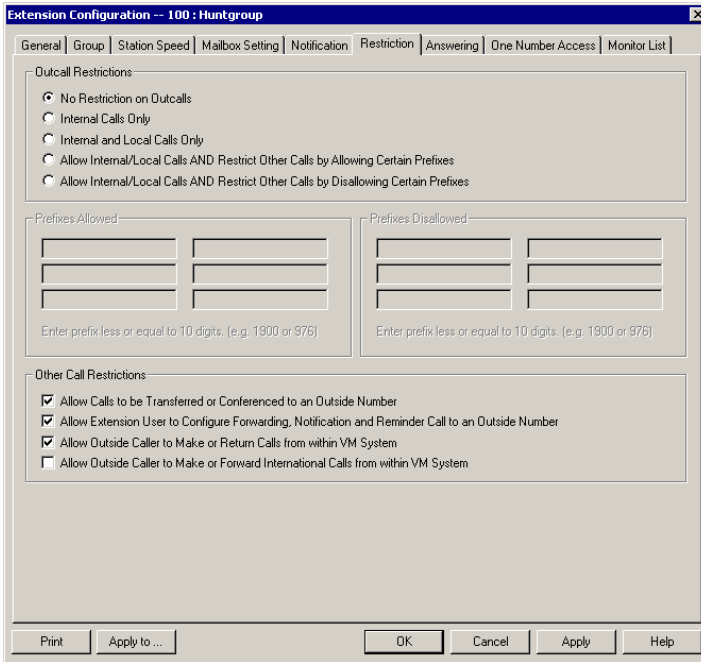 Extension Configuration -- 100 : Huntgroup
General Group Station Speed Mailbox Setting Notification Restriction Answering One Number Access Monitor List
Outcall Restrictions
No Restriction on Outcalls
Internal Calls Only
Internal and Local Calls Only
Allow Internal/Local Calls AND Restrict Other Calls by Allowing Certain Prefixes
Allow Internal/Local Calls AND Restrict Other Calls by Disallowing Certain Prefixes
Prefixes Allowed
Enter prefix less or equal to 10 digits. (e.g. 1900 or 976)
Prefixes Disallowed
Enter prefix less or equal to 10 digits. (e.g. 1900 or 976)
Other Call Restrictions
Allow Calls to be Transferred or Conferenced to an Outside Number
Allow Extension User to Configure Forwarding, Notification and Reminder Call to an Outside Number
Allow Outside Caller to Make or Return Calls from within VM System
Allow Outside Caller to Make or Forward International Calls from within VM System
Print Apply to ... OK Cancel Apply Help